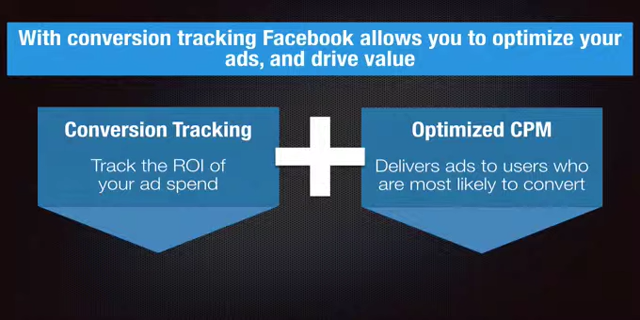 With conversion tracking Facebook allows you to optimize your
ads, and drive value
Conversion Tracking
Track the ROI of
your ad spend
Optimized CPM
Delivers ads to users who
are most likely to convert